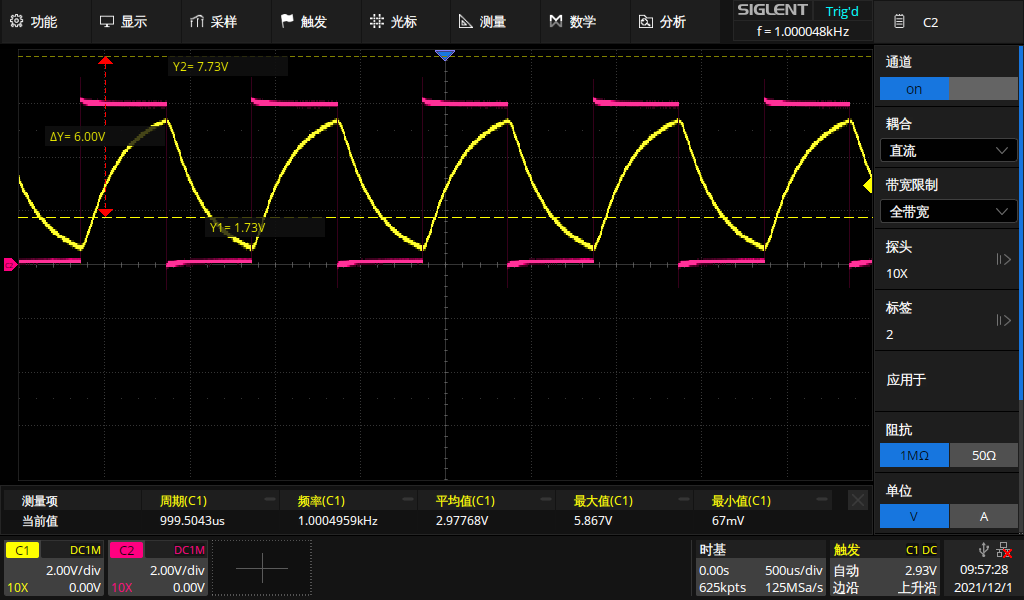 功能 显示 采样 触发 光标 测量 数学 分析 SIGLENT Trig'd
f = 1.000048kHz
C2
通道
on
耦合
直流
带宽限制
全带宽
探头
10X
标签
2
应用于
阻抗
1MΩ 50Ω
单位
V A
Y2= 7.73V
ΔY= 6.00V
Y1= 1.73V
测量项 周期(C1) 频率(C1) 平均值(C1) 最大值(C1) 最小值(C1)
当前值 999.5043us 1.0004959kHz 2.97768V 5.867V 67mV
C1 DC1M
2.00V/div
10X 0.00V
C2 DC1M
2.00V/div
10X 0.00V
时基
0.00s 500us/div
625kpts 125MSa/s
触发 C1 DC
自动 2.93V
边沿 上升沿
09:57:28
2021/12/1